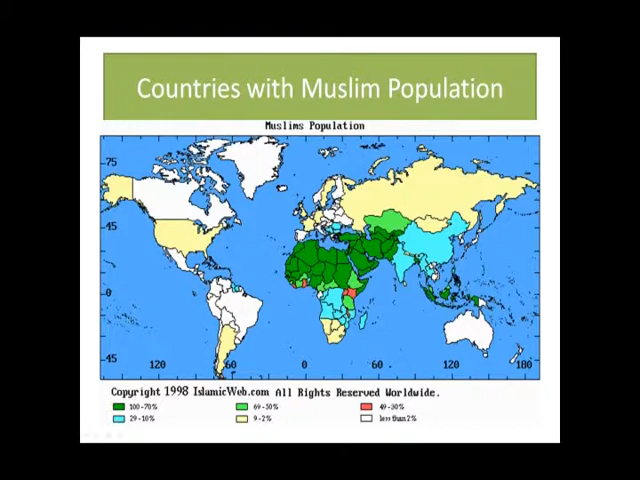 Countries with Muslim Population
Muslims Population
75
45
0
45
120 60 0 60 120 180
Copyright 1998 IslamicWeb.com All Rights Reserved Worldwide.
100-70% 69-50% 49-30%
29-10% 9-2% less than 2%